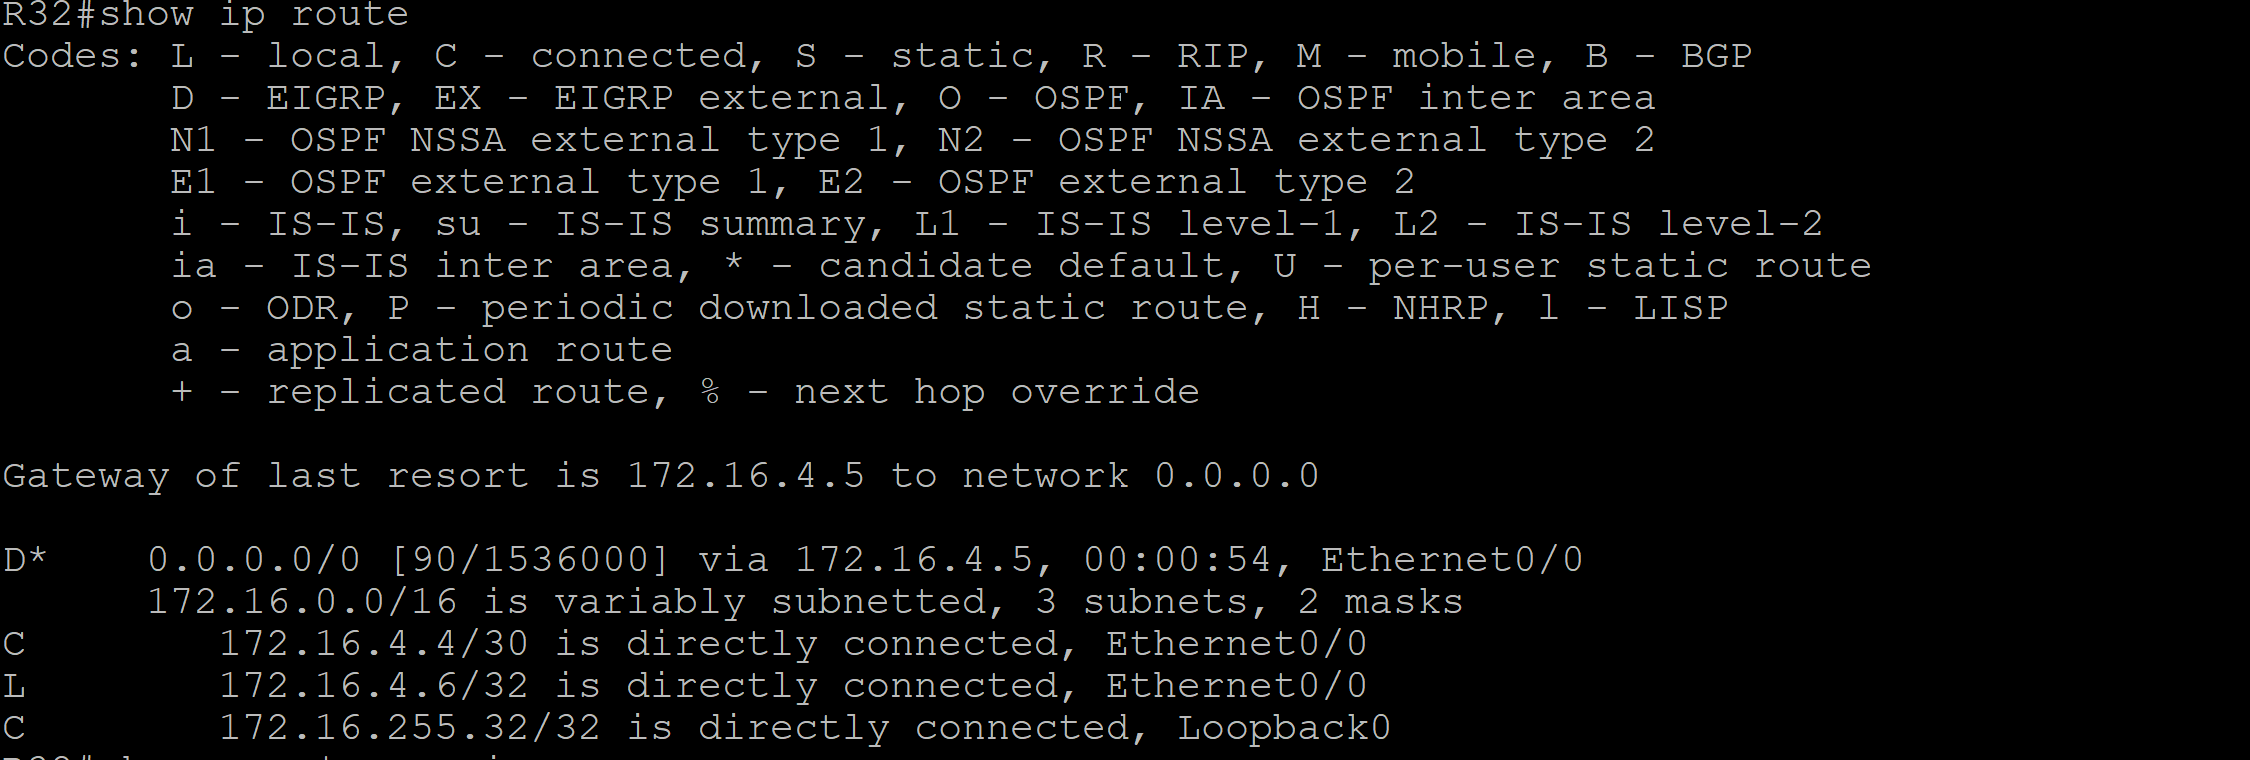 R32#show ip route
Codes: L - local, C - connected, S - static, R - RIP, M - mobile, B - BGP
       D - EIGRP, EX - EIGRP external, O - OSPF, IA - OSPF inter area
       N1 - OSPF NSSA external type 1, N2 - OSPF NSSA external type 2
       E1 - OSPF external type 1, E2 - OSPF external type 2
       i - IS-IS, su - IS-IS summary, L1 - IS-IS level-1, L2 - IS-IS level-2
       ia - IS-IS inter area, * - candidate default, U - per-user static route
       o - ODR, P - periodic downloaded static route, H - NHRP, l - LISP
       a - application route
       + - replicated route, % - next hop override

Gateway of last resort is 172.16.4.5 to network 0.0.0.0

D*    0.0.0.0/0 [90/1536000] via 172.16.4.5, 00:00:54, Ethernet0/0
      172.16.0.0/16 is variably subnetted, 3 subnets, 2 masks
C        172.16.4.4/30 is directly connected, Ethernet0/0
L        172.16.4.6/32 is directly connected, Ethernet0/0
C        172.16.255.32/32 is directly connected, Loopback0